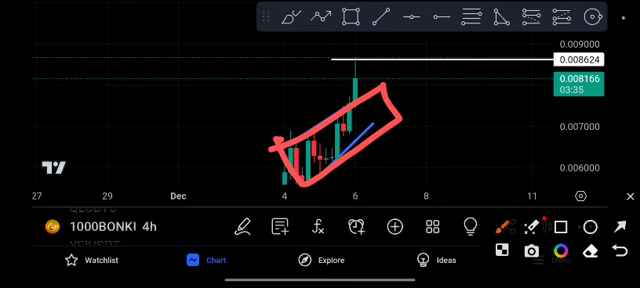 0.009000
0.008624
0.008166
03:35
0.007000
0.006000
27 29 Dec 4 6 8 11
1000BONKU 4h
Watchlist
Chart
Explore
Ideas